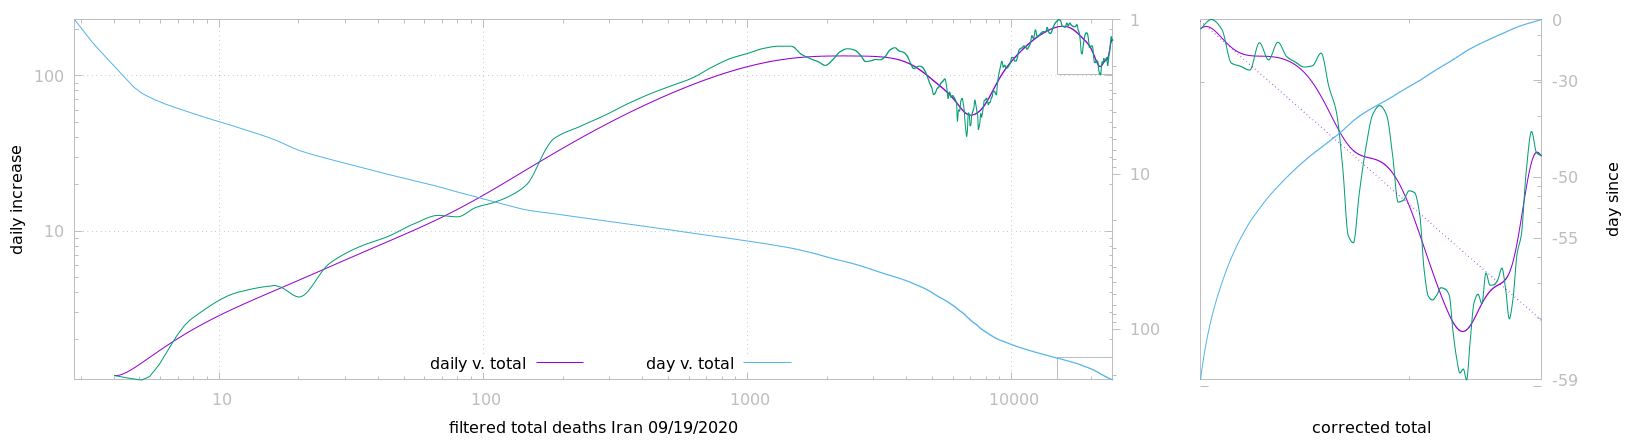 100
10
daily increase
10
100
1000
10000
1
10
100
daily v. total
day v. total
filtered total deaths Iran 09/19/2020
0
-30
-50
-55
-59
day since
corrected total